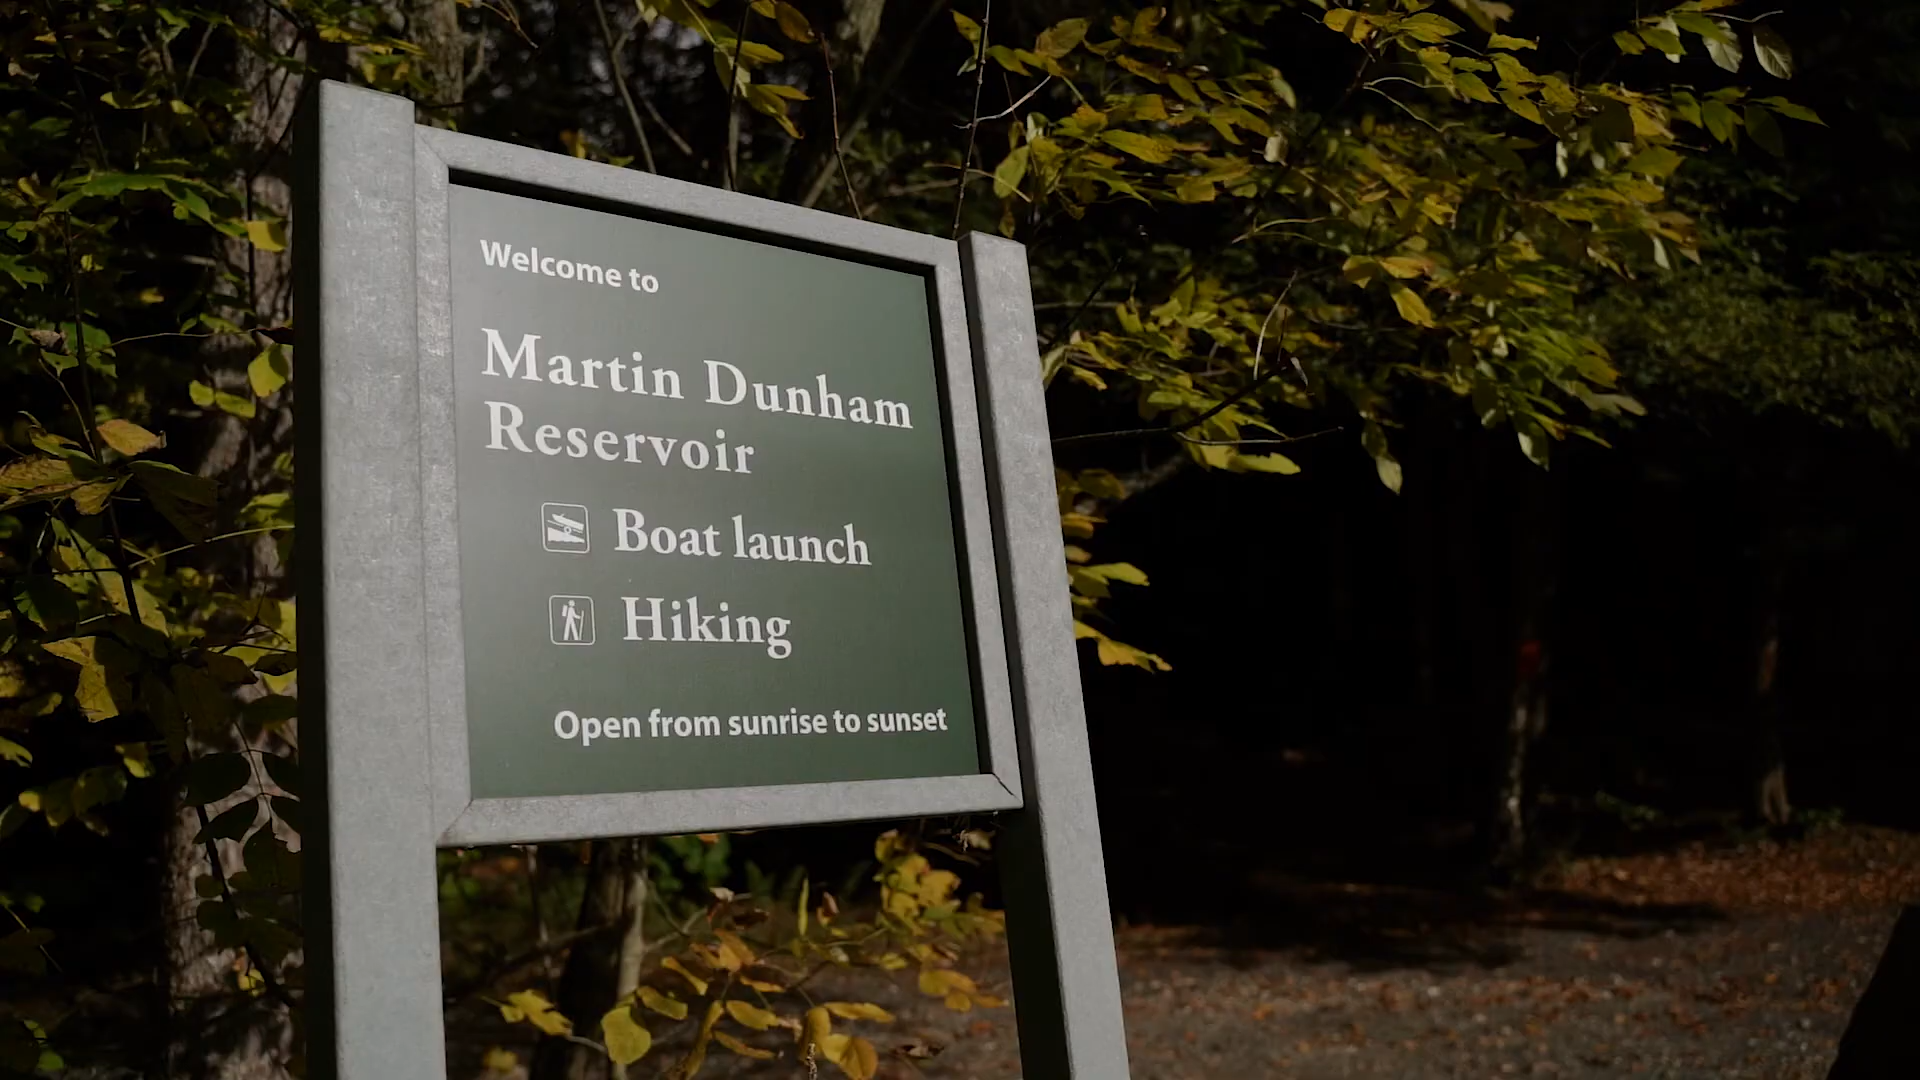 Welcome to
Martin Dunham
Reservoir
Boat launch
Hiking
Open from sunrise to sunset